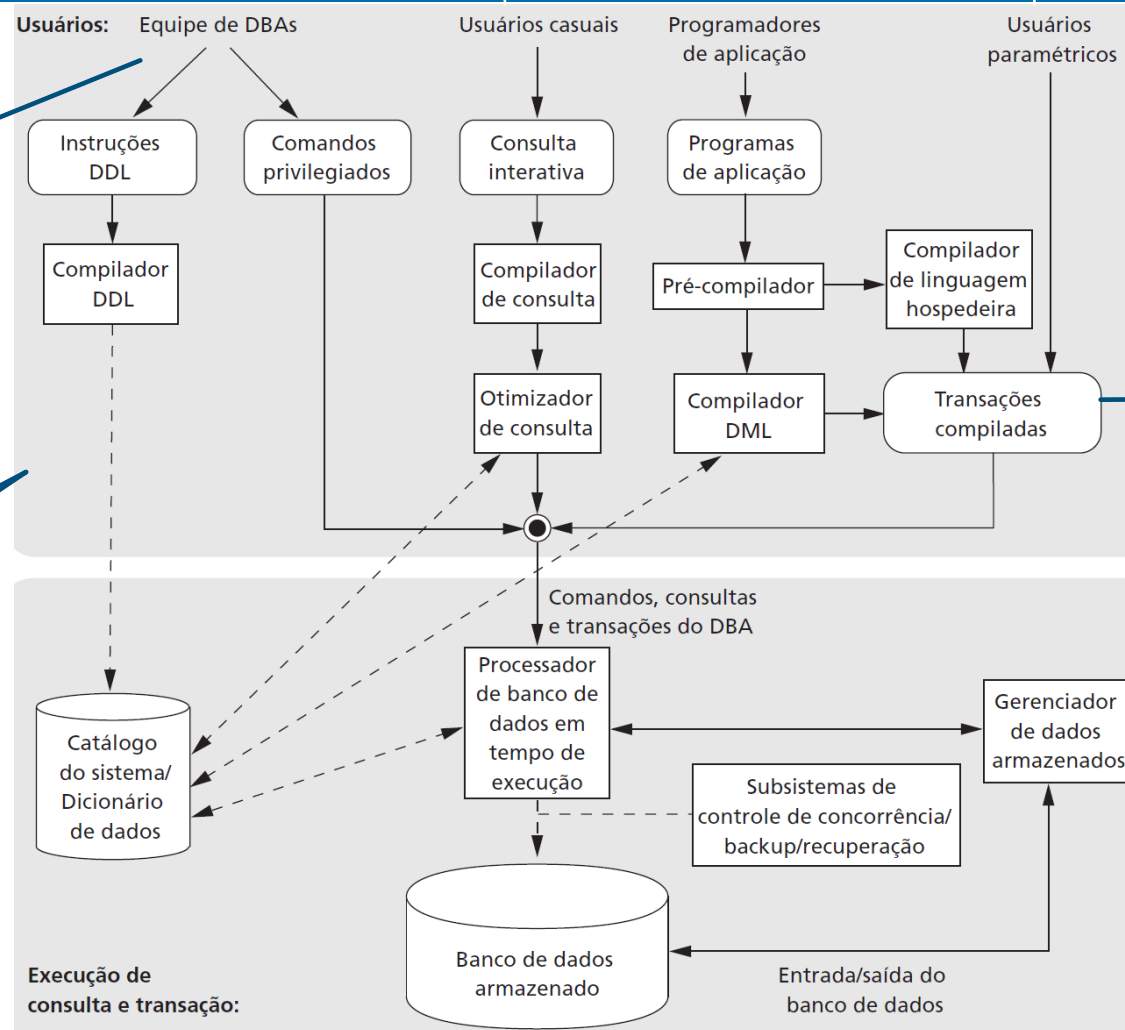 Usuários:
Equipe de DBAs
Usuários casuais
Programadores
de aplicação
Usuários
paramétricos
Instruções
DDL
Comandos
privilegiados
Consulta
interativa
Programas
de aplicação
Compilador
DDL
Compilador
de consulta
Pré-compilador
Compilador
de linguagem
hospedeira
Otimizador
de consulta
Compilador
DML
Transações
compiladas
Comandos, consultas
e transações do DBA
Processador
de banco de
dados em
tempo de
execução
Catálogo
do sistema/
Dicionário
de dados
Gerenciador
de dados
armazenados
Subsistemas de
controle de concorrência/
backup/recuperação
Banco de dados
armazenado
Execução de
consulta e transação:
Entrada/saída do
banco de dados